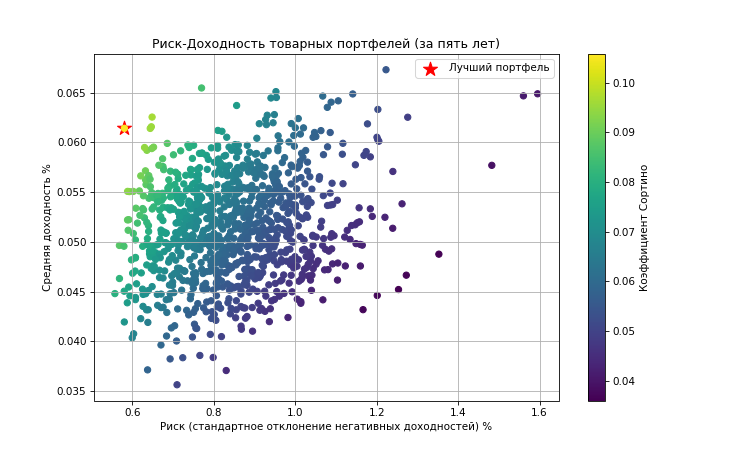 Риск-Доходность товарных портфелей (за пять лет)
Лучший портфель
Средняя доходность %
0.065
0.060
0.055
0.050
0.045
0.040
0.035
0.6 0.8 1.0 1.2 1.4 1.6
Риск (стандартное отклонение негативных доходностей) %
0.10
0.09
0.08
0.07
0.06
0.05
0.04
Коэффициент Сортино